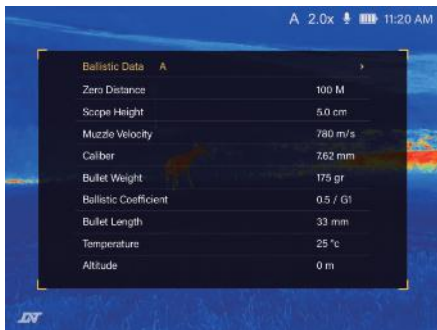 A 2.0x 11:20 AM
Ballistic Data A ›
Zero Distance 100 M
Scope Height 5.0 cm
Muzzle Velocity 780 m/s
Caliber 7.62 mm
Bullet Weight 175 gr
Ballistic Coefficient 0.5 / G1
Bullet Length 33 mm
Temperature 25 °c
Altitude 0 m